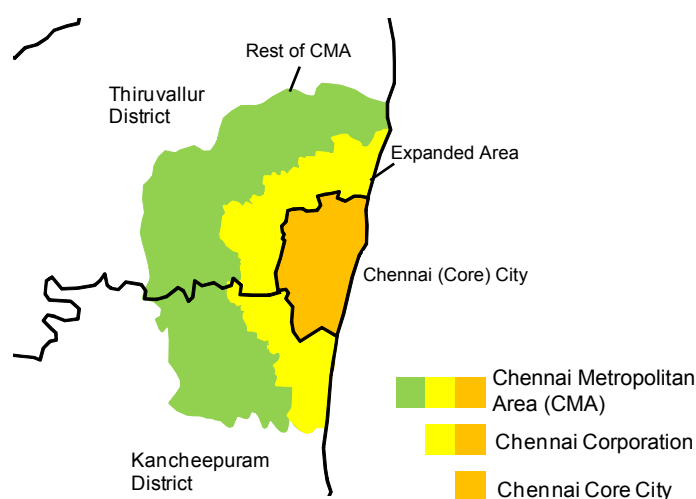 Rest of CMA
Thiruvallur
District
Expanded Area
Chennai (Core) City
Chennai Metropolitan
Area (CMA)
Chennai Corporation
Kancheepuram
District
Chennai Core City